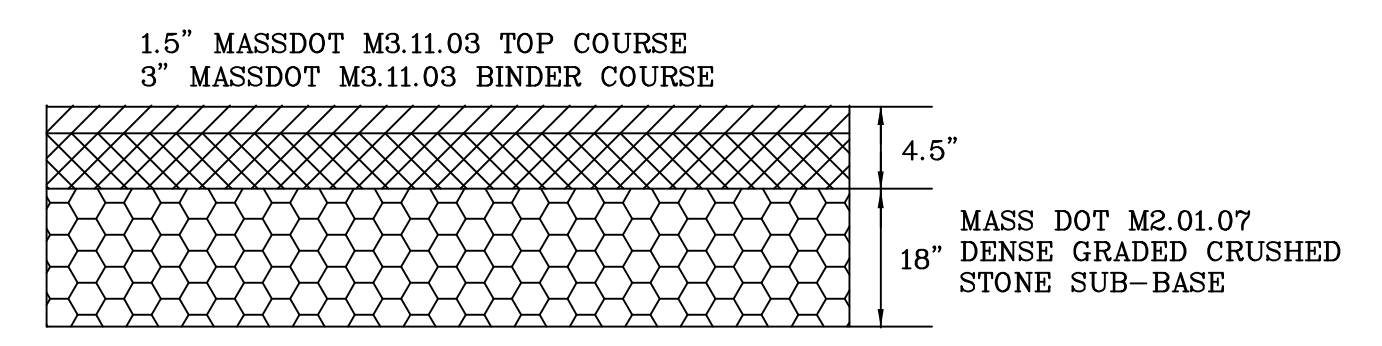 1.5” MASSDOT M3.11.03 TOP COURSE
3” MASSDOT M3.11.03 BINDER COURSE
4.5”
18”
MASS DOT M2.01.07
DENSE GRADED CRUSHED
STONE SUB-BASE